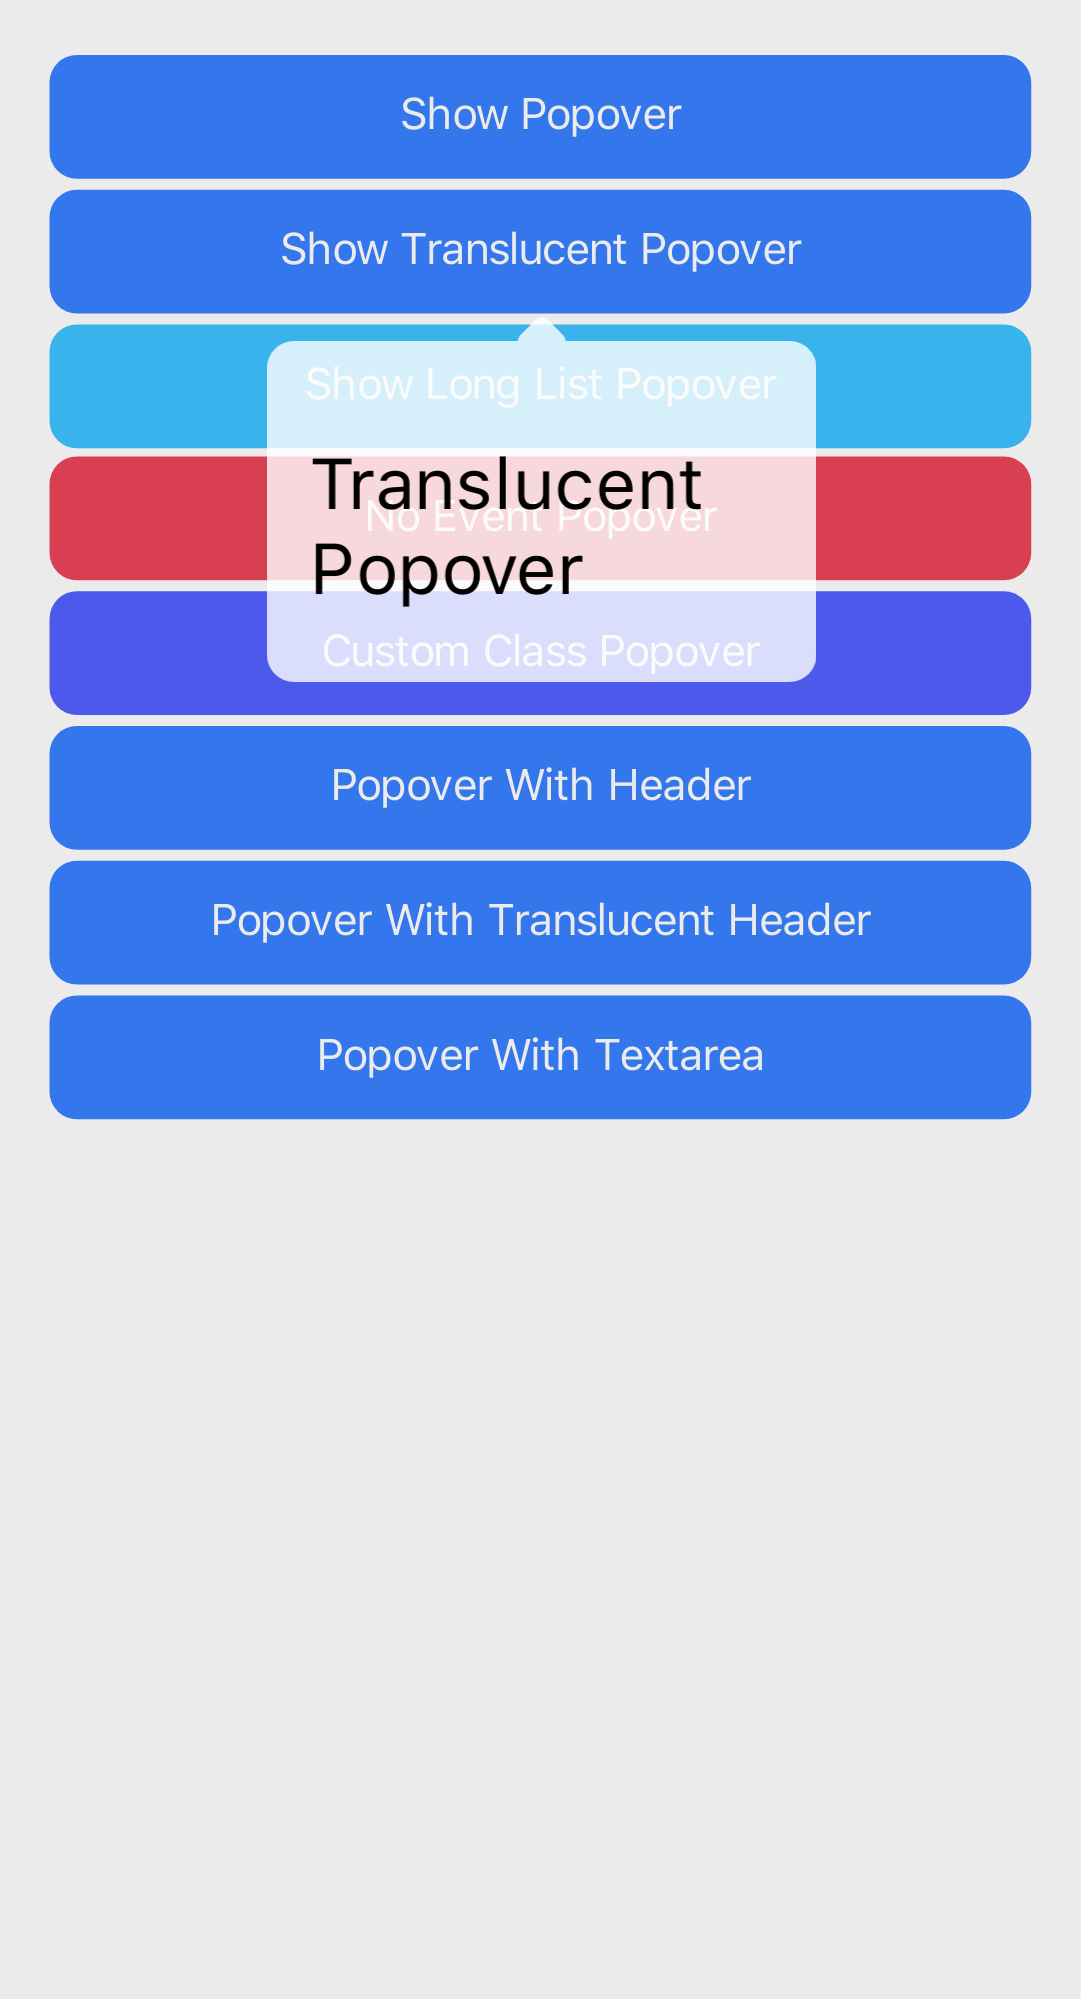 Show Popover
Show Translucent Popover
Show Long List Popover
Translucent
No Event Popover
Popover
Custom Class Popover
Popover With Header
Popover With Translucent Header
Popover With Textarea